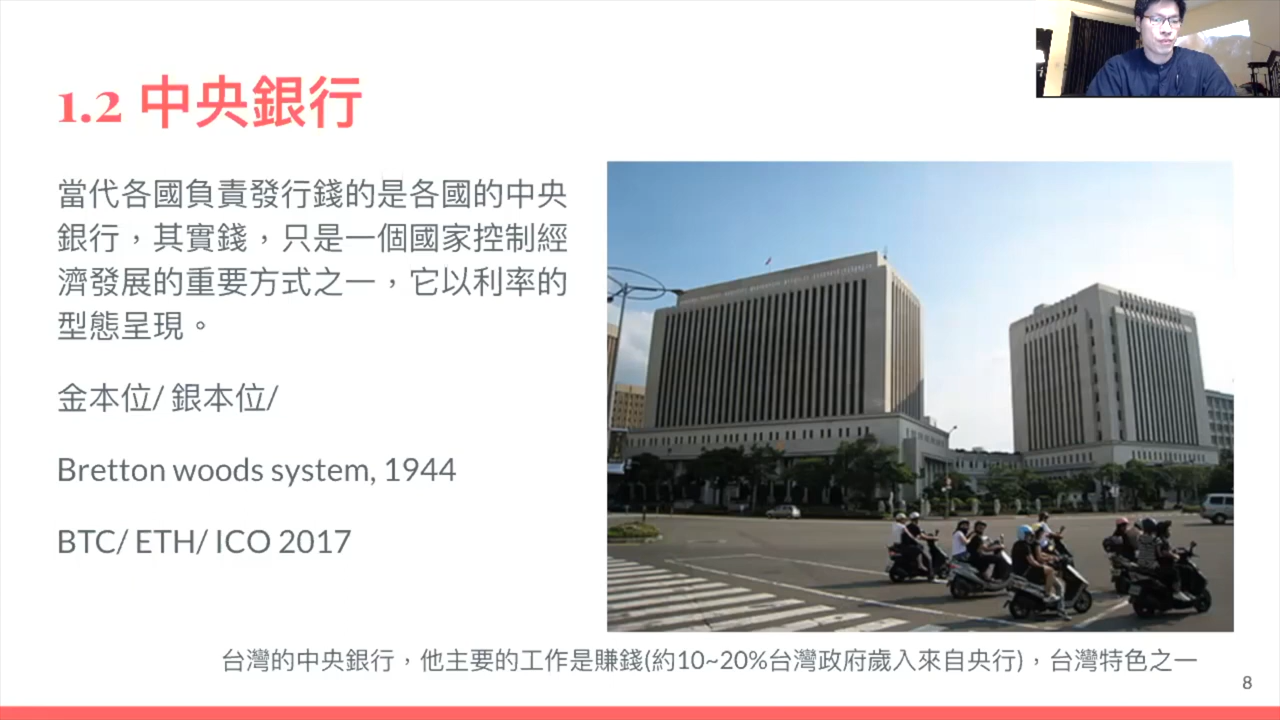 1.2 中央銀行
當代各國負責發行錢的是各國的中央
銀行，其實錢，只是一個國家控制經
濟發展的重要方式之一，它以利率的
型態呈現。
金本位/ 銀本位/
Bretton woods system, 1944
BTC/ ETH/ ICO 2017
台灣的中央銀行，他主要的工作是賺錢(約10~20%台灣政府歲入來自央行)，台灣特色之一
8